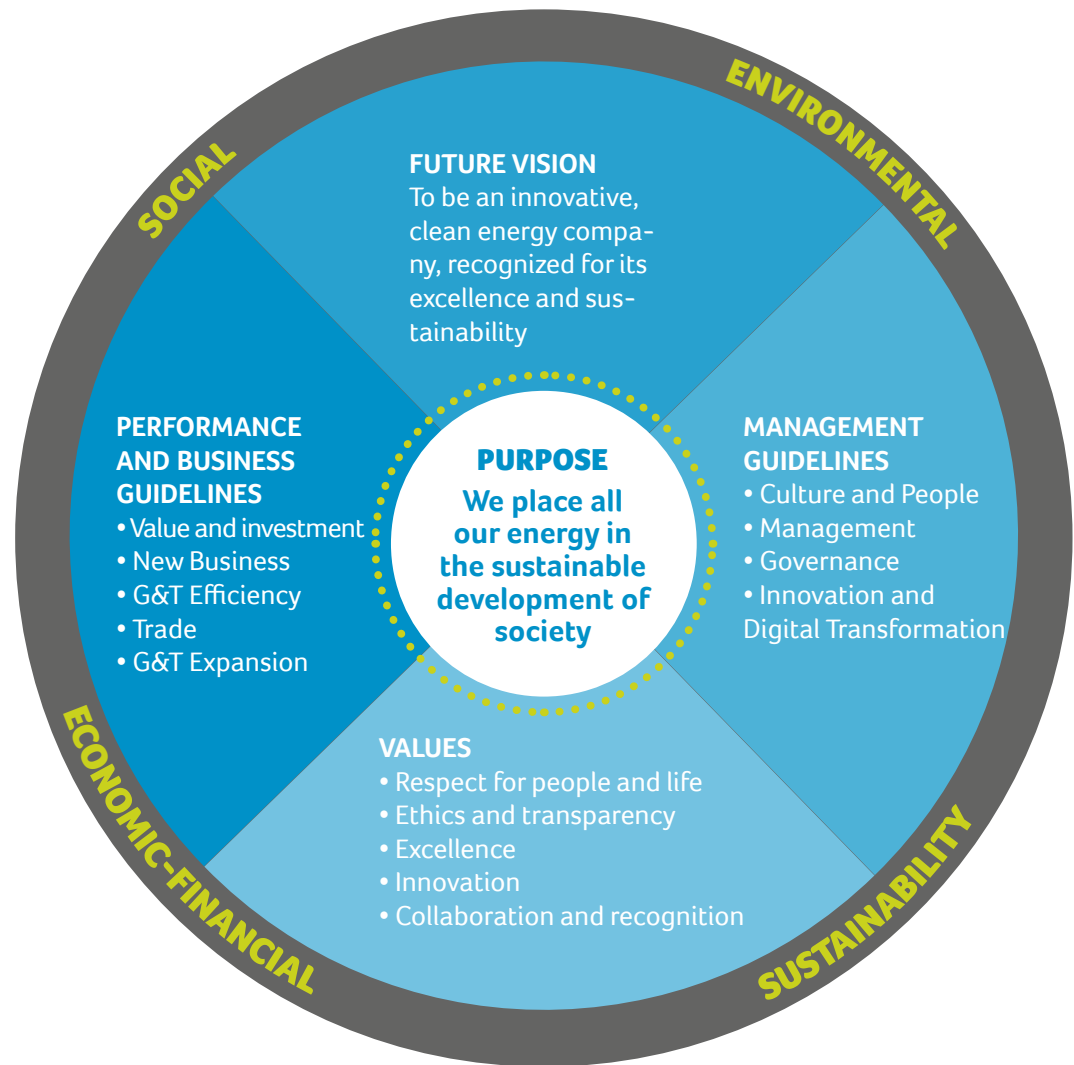 SOCIAL
ENVIRONMENTAL
FUTURE VISION
To be an innovative,
clean energy compa-
ny, recognized for its
excellence and sus-
tainability
PERFORMANCE
AND BUSINESS
GUIDELINES
• Value and investment
• New Business
• G&T Efficiency
• Trade
• G&T Expansion
PURPOSE
We place all
our energy in
the sustainable
development of
society
MANAGEMENT
GUIDELINES
• Culture and People
• Management
• Governance
• Innovation and
Digital Transformation
VALUES
• Respect for people and life
• Ethics and transparency
• Excellence
• Innovation
• Collaboration and recognition
ECONOMIC-FINANCIAL
SUSTAINABILITY